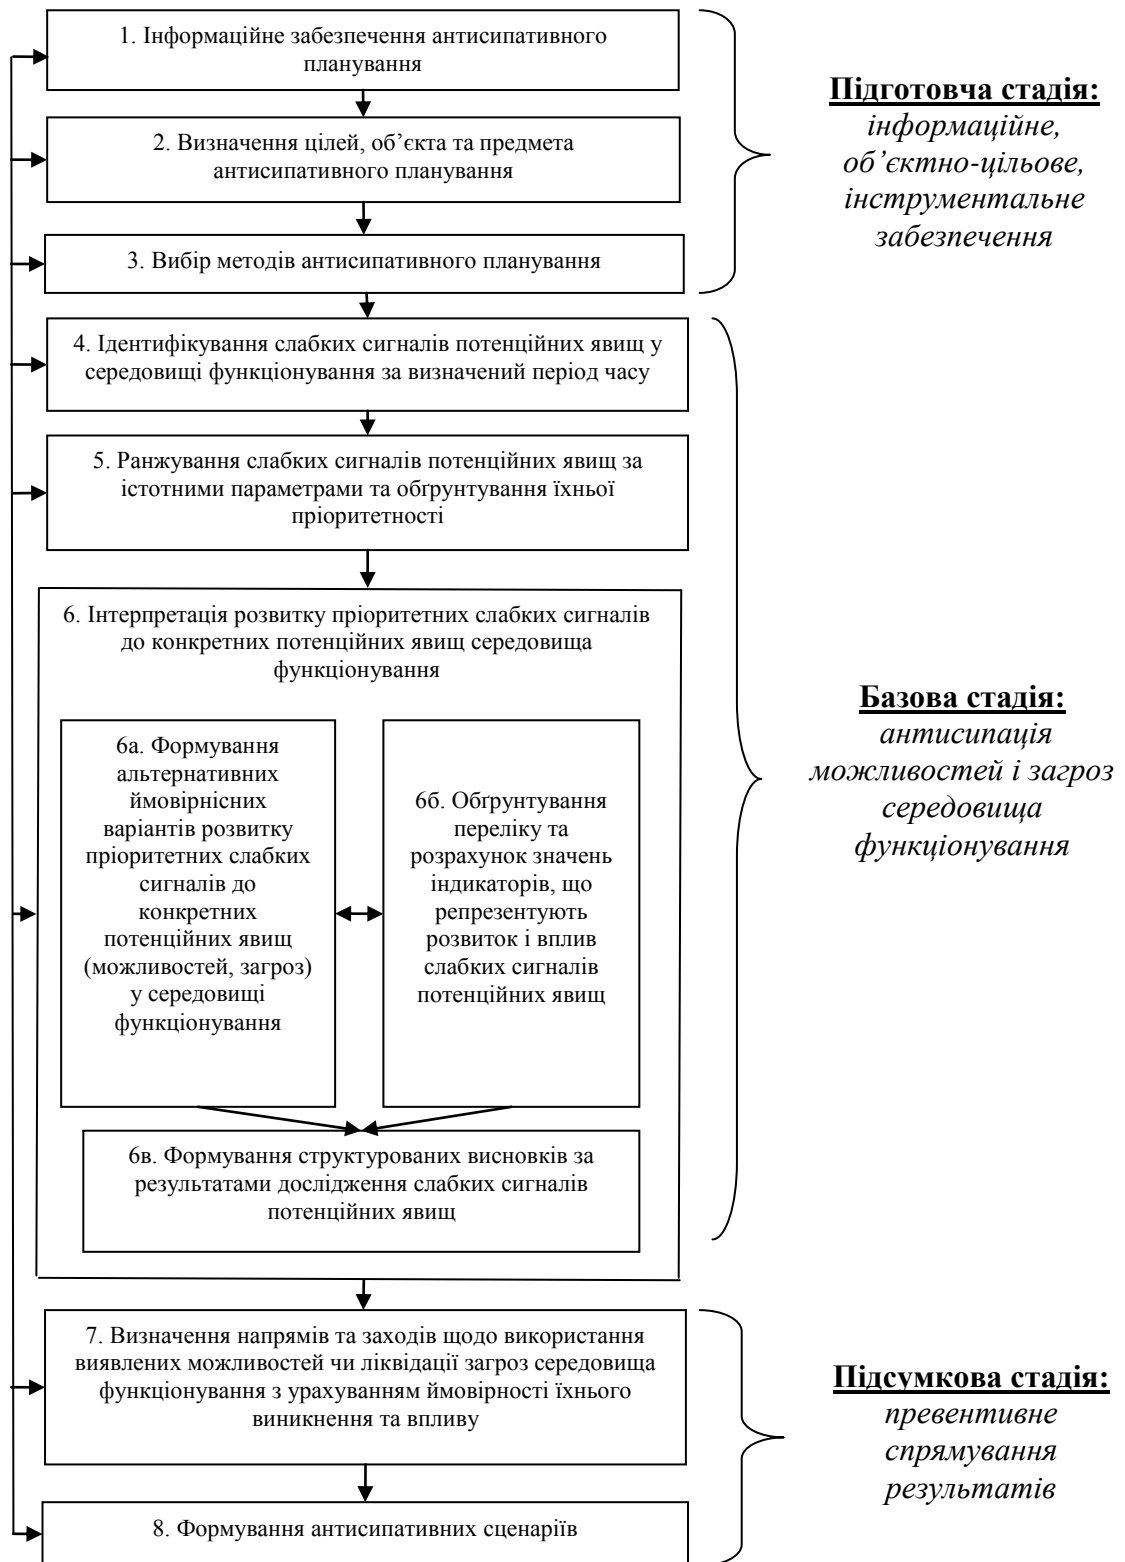 1. Інформаційне забезпечення антисипативного
планування
2. Визначення цілей, об’єкта та предмета
антисипативного планування
3. Вибір методів антисипативного планування
Підготовча стадія:
інформаційне,
об’єктно-цільове,
інструментальне
забезпечення
4. Ідентифікування слабких сигналів потенційних явищ у
середовищі функціонування за визначений період часу
5. Ранжування слабких сигналів потенційних явищ за
істотними параметрами та обґрунтування їхньої
пріоритетності
6. Інтерпретація розвитку пріоритетних слабких сигналів
до конкретних потенційних явищ середовища
функціонування
6а. Формування
альтернативних
ймовірнісних
варіантів розвитку
пріоритетних слабких
сигналів до
конкретних
потенційних явищ
(можливостей, загроз)
у середовищі
функціонування
6б. Обґрунтування
переліку та
розрахунок значень
індикаторів, що
репрезентують
розвиток і вплив
слабких сигналів
потенційних явищ
6в. Формування структурованих висновків за
результатами дослідження слабких сигналів
потенційних явищ
Базова стадія:
антисипація
можливостей і загроз
середовища
функціонування
7. Визначення напрямів та заходів щодо використання
виявлених можливостей чи ліквідації загроз середовища
функціонування з урахуванням ймовірності їхнього
виникнення та впливу
8. Формування антисипативних сценаріїв
Підсумкова стадія:
превентивне
спрямування
результатів